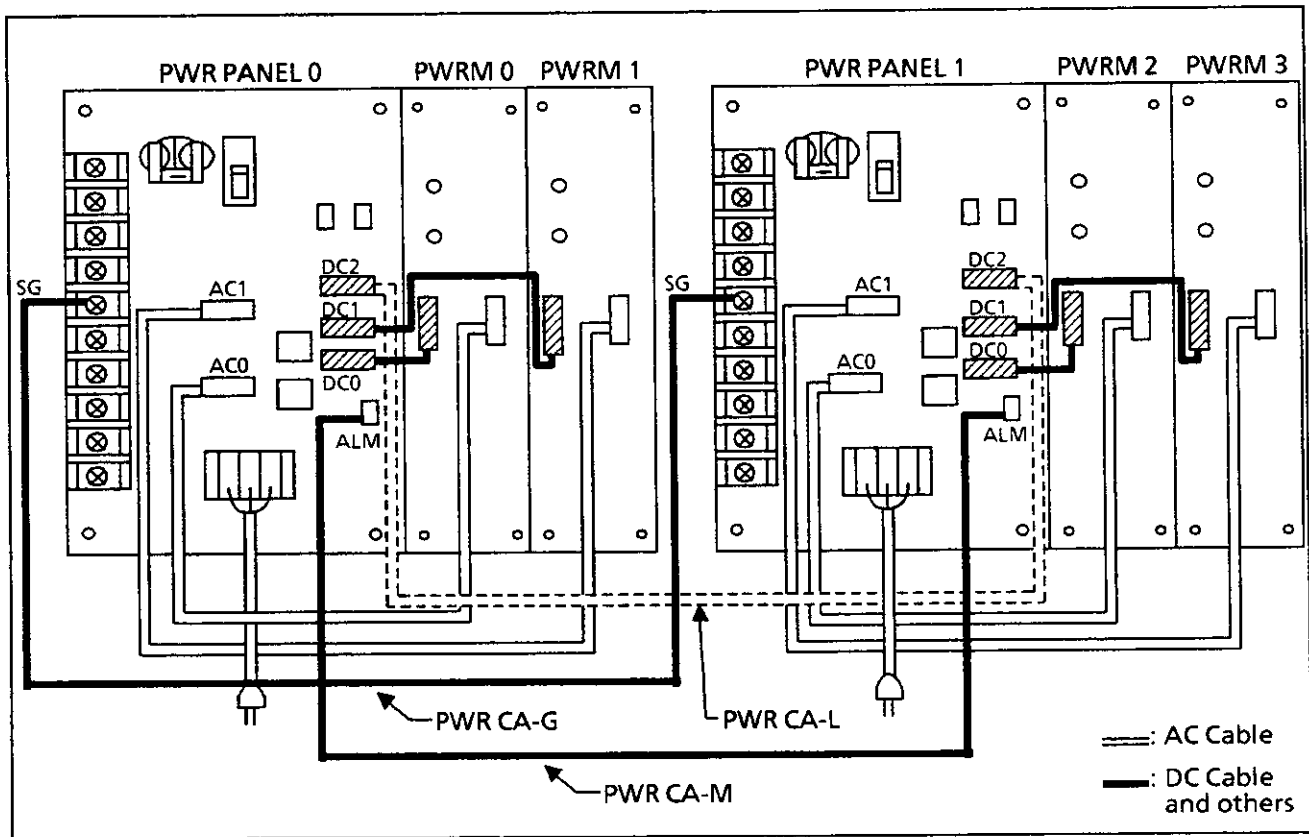 PWR PANEL 0
PWRM 0
PWRM 1
PWR PANEL 1
PWRM 2
PWRM 3
SG
AC1
AC0
DC2
DC1
DC0
ALM
SG
AC1
AC0
DC2
DC1
DC0
ALM
PWR CA-G
PWR CA-L
PWR CA-M
: AC Cable
: DC Cable
and others